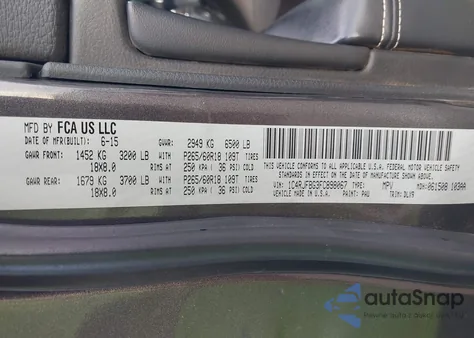 MFD BY FCA US LLC
DATE OF MFR(BUILT): 6-15 GVWR: 2949 KG 6500 LB
GAWR FRONT: 1452 KG 3200 LB WITH P265/60R18 109T TIRES
18X8.0 RIMS AT 250 KPA ( 36 PSI) COLD
GAWR REAR: 1679 KG 3700 LB WITH P265/60R18 109T TIRES
18X8.0 RIMS AT 250 KPA ( 36 PSI) COLD
THIS VEHICLE CONFORMS TO ALL APPLICABLE U.S.A. FEDERAL MOTOR VEHICLE SAFETY
STANDARDS IN EFFECT ON THE DATE OF MANUFACTURE SHOWN ABOVE.
VEHICLE MADE IN U.S.A. PAINT: PAU TRIM: DLV9
autoSnap